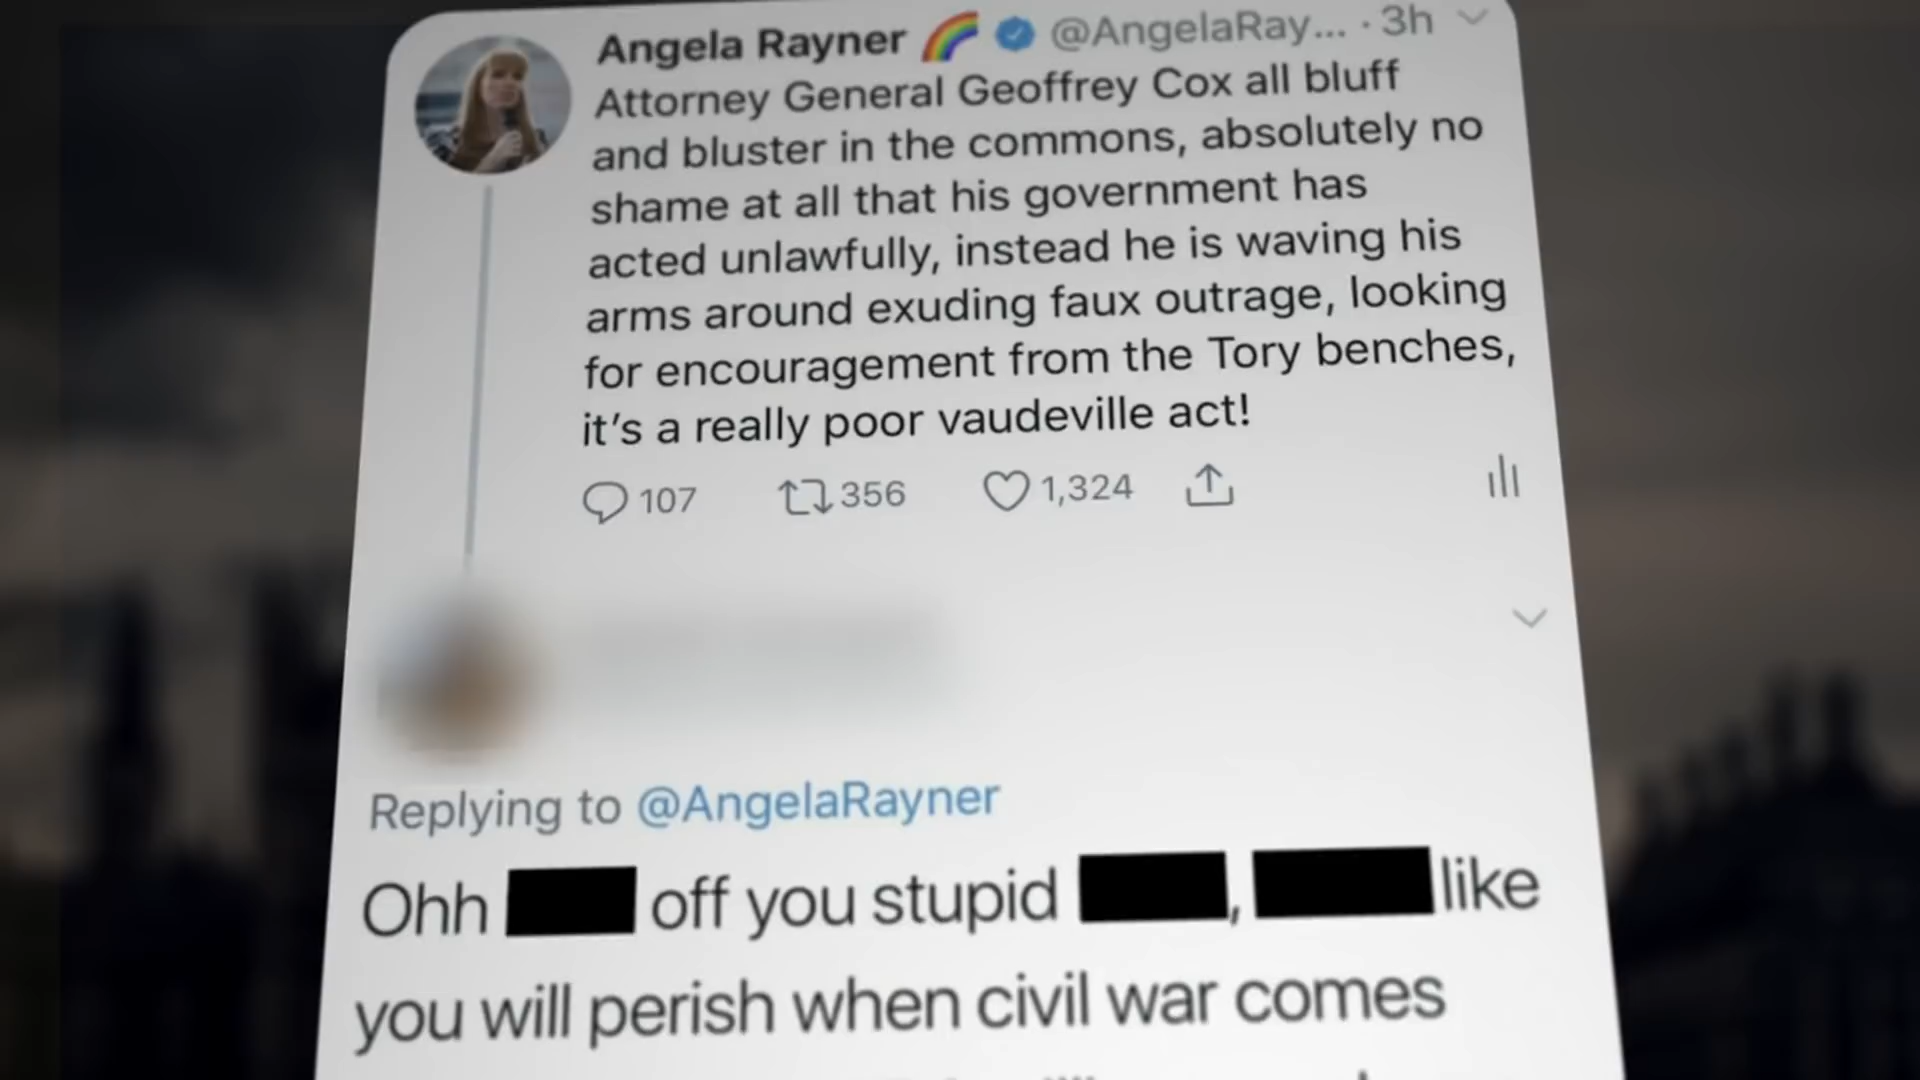 Angela Rayner 🌈 @AngelaRay... · 3h
Attorney General Geoffrey Cox all bluff
and bluster in the commons, absolutely no
shame at all that his government has
acted unlawfully, instead he is waving his
arms around exuding faux outrage, looking
for encouragement from the Tory benches,
it's a really poor vaudeville act!
107 356 1,324
Replying to @AngelaRayner
Ohh off you stupid , like
you will perish when civil war comes